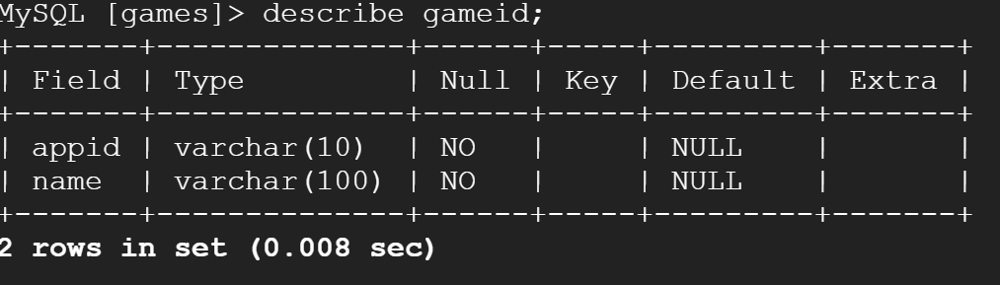 MySQL [games]> describe gameid;
+-------+--------------+------+-----+---------+-------+
| Field | Type         | Null | Key | Default | Extra |
+-------+--------------+------+-----+---------+-------+
| appid | varchar(10)  | NO   |     | NULL    |       |
| name  | varchar(100) | NO   |     | NULL    |       |
+-------+--------------+------+-----+---------+-------+
2 rows in set (0.008 sec)